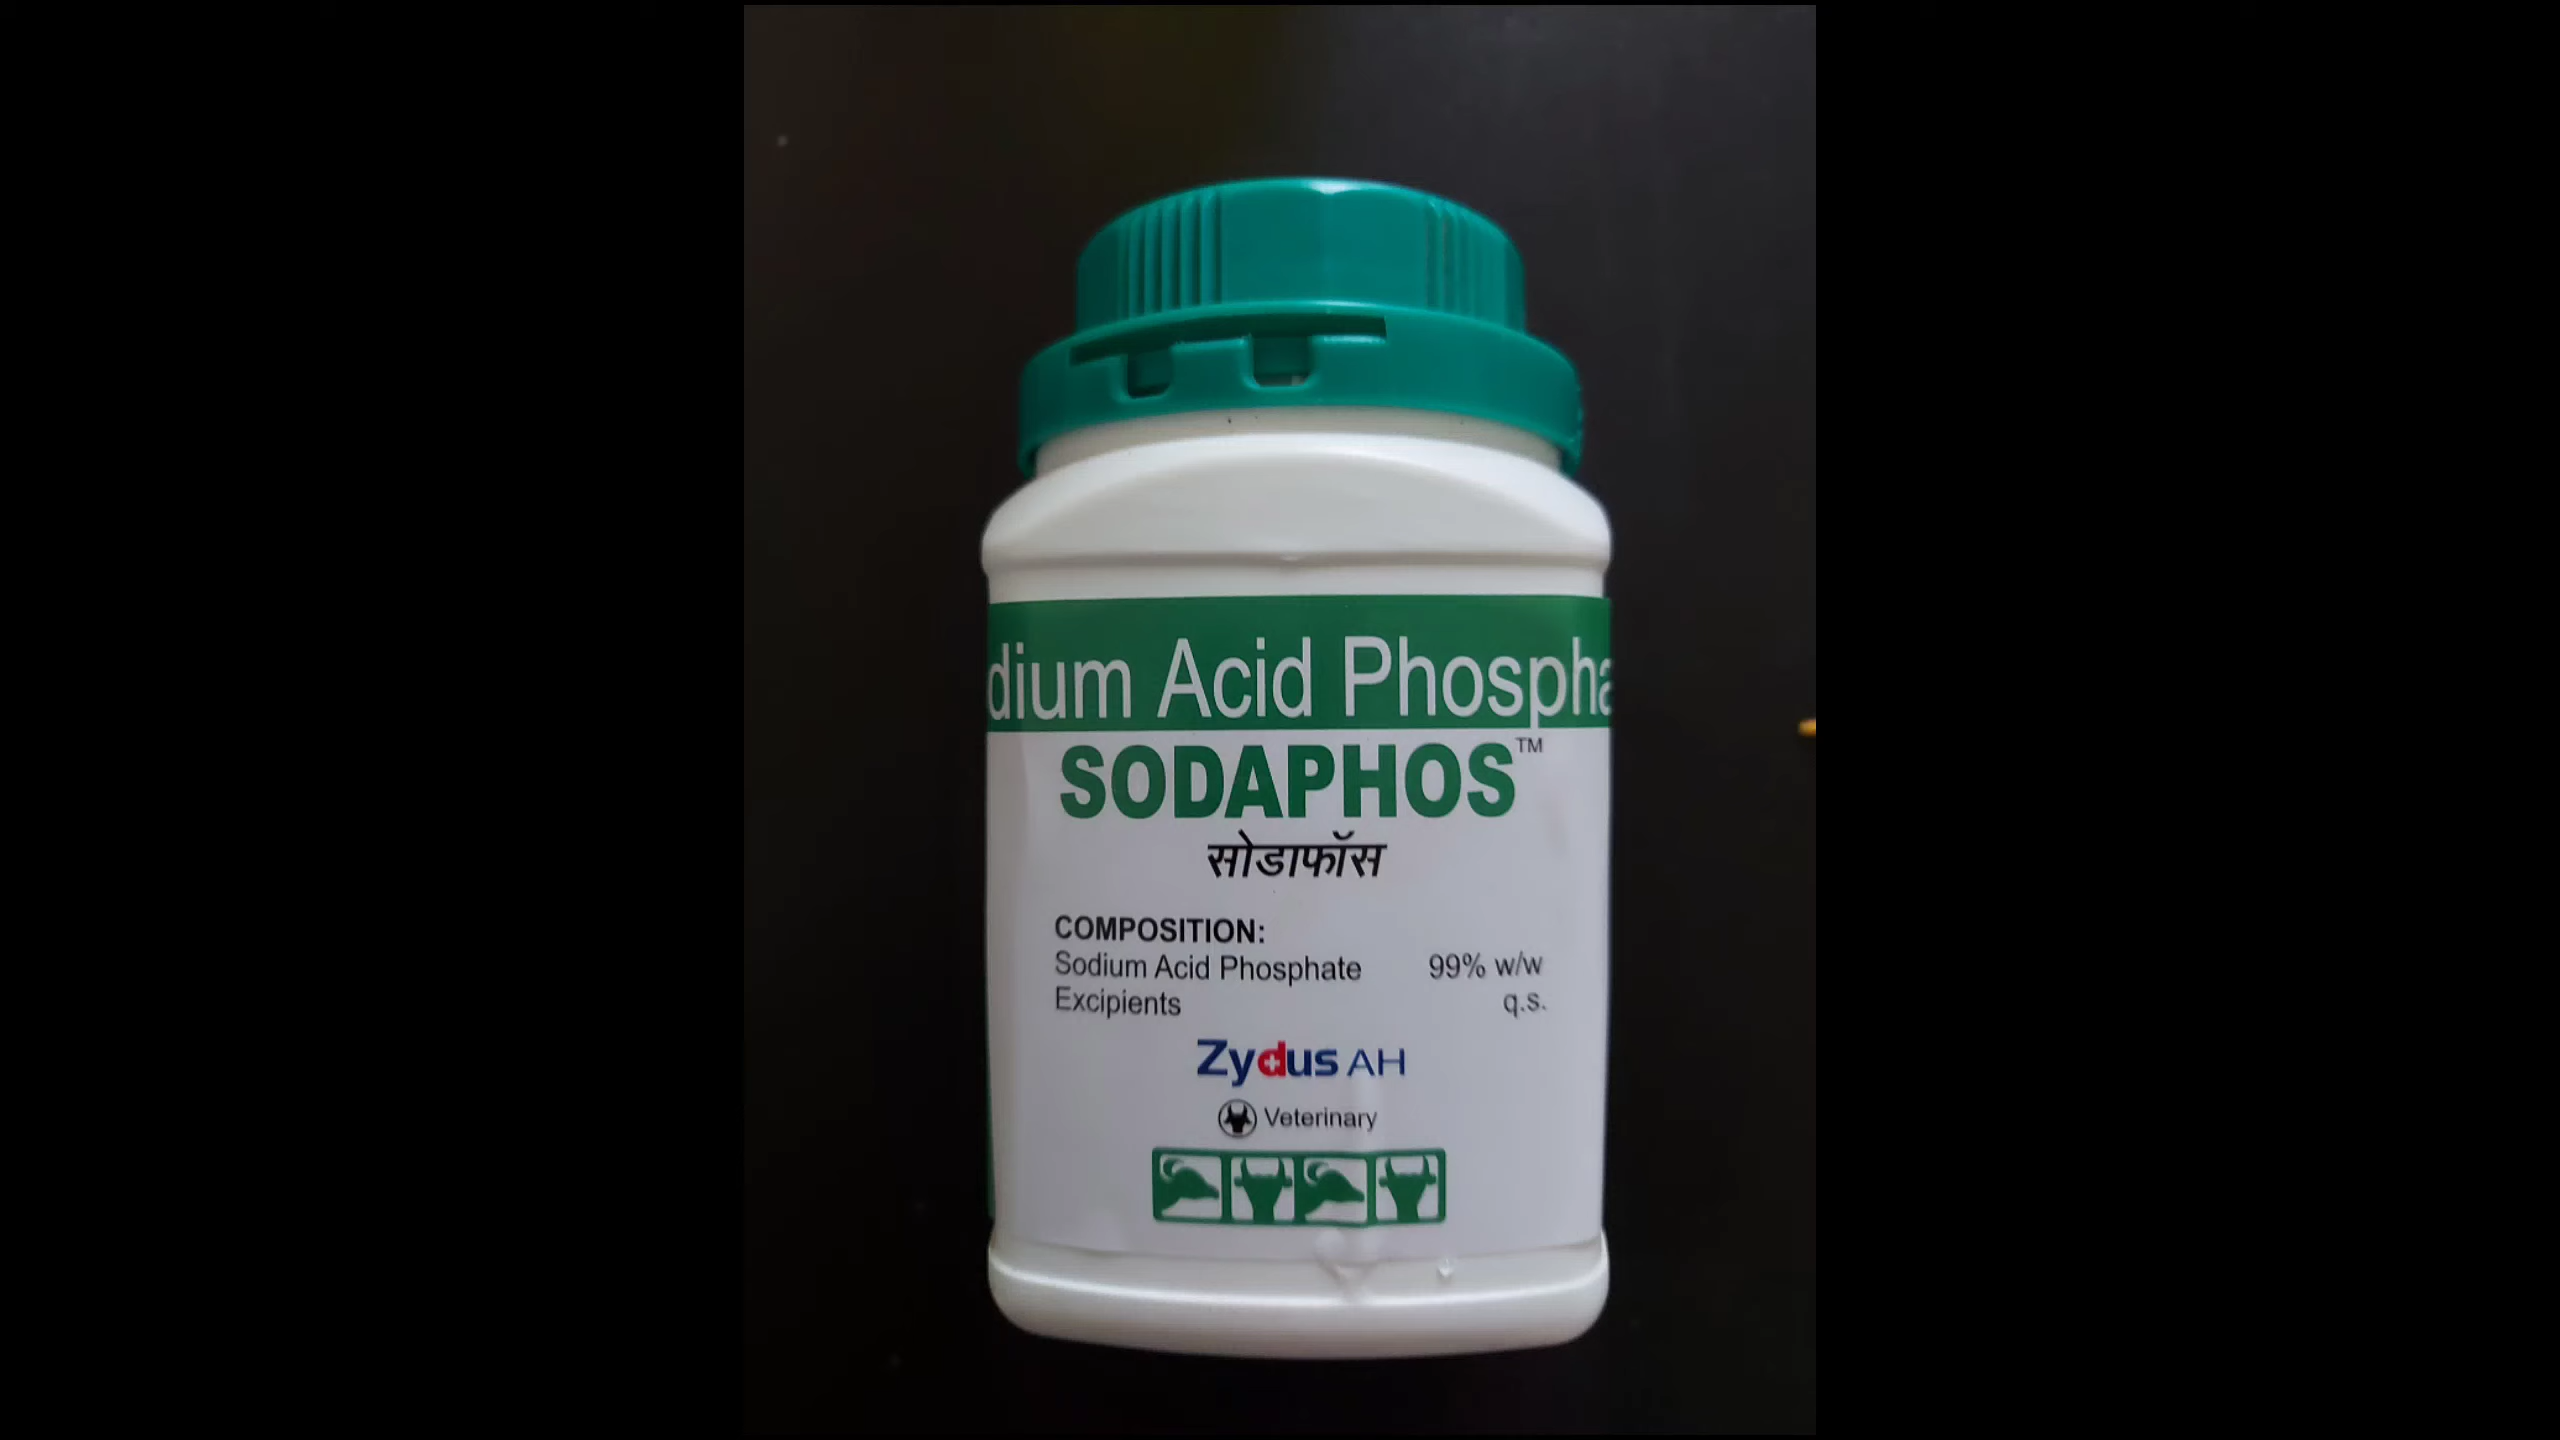 dium Acid Phospha
SODAPHOS™
सोडाफॉस
COMPOSITION:
Sodium Acid Phosphate 99% w/w
Excipients q.s.
Zydus AH
Veterinary